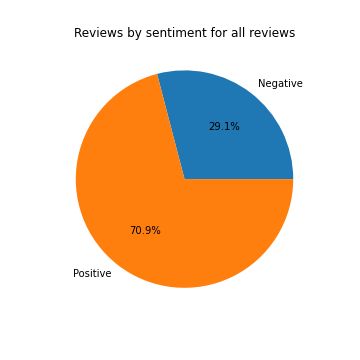 Reviews by sentiment for all reviews
Negative
29.1%
70.9%
Positive